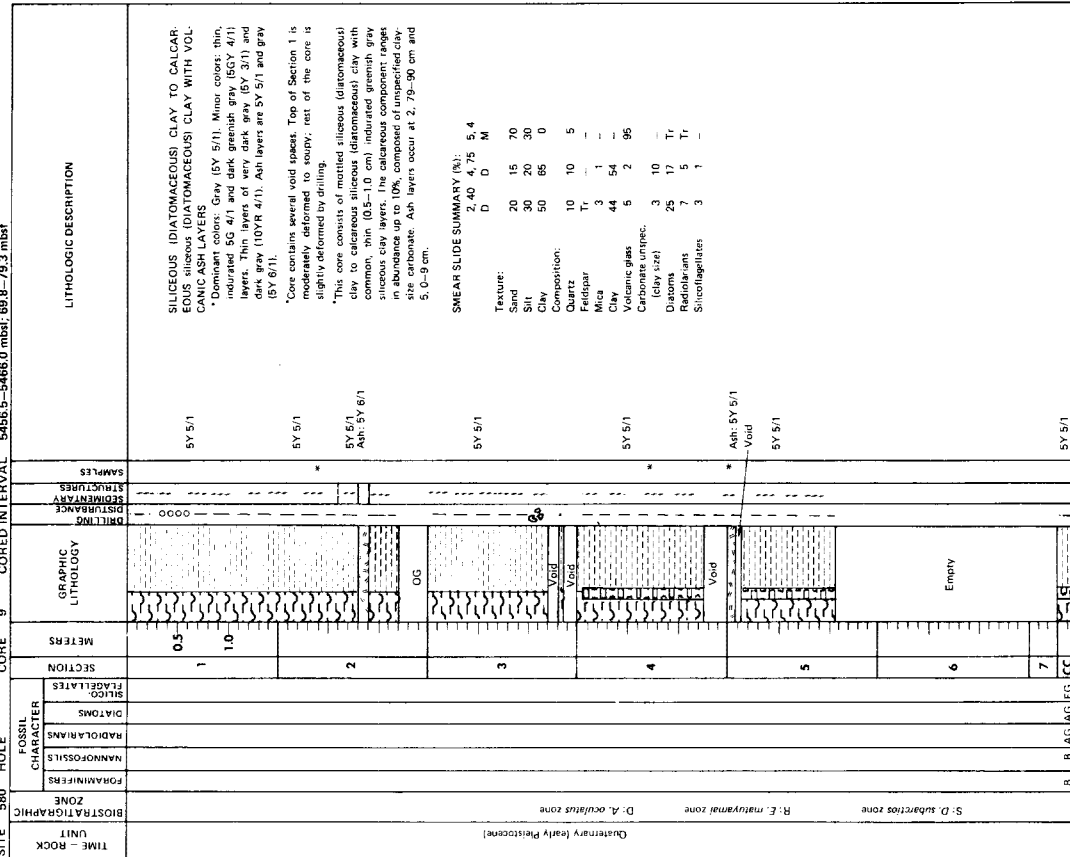 SITE 580 HOLE CORE 9 CORED INTERVAL 5456.5–5466.0 mbsl; 69.8–79.3 mbsf
TIME – ROCK UNIT
BIOSTRATIGRAPHIC ZONE
FOSSIL CHARACTER
FORAMINIFERS
NANNOFOSSILS
RADIOLARIANS
DIATOMS
SILICO-FLAGELLATES
SECTION
METERS
GRAPHIC LITHOLOGY
DRILLING DISTURBANCE
SEDIMENTARY STRUCTURES
SAMPLES
LITHOLOGIC DESCRIPTION
Quaternary (early Pleistocene)
D: A. oculatus zone
R: E. matuyamai zone
S: D. subarctios zone
B B AG AG FG CC
1
0.5
1.0
2
3
4
5
6
7
OG
Void
Void
Void
Empty
5Y 5/1
*
5Y 5/1
5Y 5/1
Ash: 5Y 6/1
5Y 5/1
*
5Y 5/1
*
Ash: 5Y 5/1
Void
5Y 5/1
5Y 5/1
SILICEOUS (DIATOMACEOUS) CLAY TO CALCAR-
EOUS siliceous (DIATOMACEOUS) CLAY WITH VOL-
CANIC ASH LAYERS
*Dominant colors: Gray (5Y 5/1). Minor colors: thin,
indurated 5G 4/1 and dark greenish gray (5GY 4/1)
layers. Thin layers of very dark gray (5Y 3/1) and
dark gray (10YR 4/1). Ash layers are 5Y 5/1 and gray
(5Y 6/1).
*Core contains several void spaces. Top of Section 1 is
moderately deformed to soupy; rest of the core is
slightly deformed by drilling.
*This core consists of mottled siliceous (diatomaceous)
clay to calcareous siliceous (diatomaceous) clay with
common, thin (0.5–1.0 cm) indurated greenish gray
siliceous clay layers. The calcareous component ranges
in abundance up to 10%, composed of unspecified clay-
size carbonate. Ash layers occur at 2, 79–90 cm and
5, 0–9 cm.
SMEAR SLIDE SUMMARY (%):
2, 40 4, 75 5, 4
D D M
Texture:
Sand 20 15 70
Silt 30 20 30
Clay 50 65 0
Composition:
Quartz 10 10 5
Feldspar Tr – –
Mica 3 1 –
Clay 44 54 –
Volcanic glass 5 2 95
Carbonate unspec.
(clay size) 3 10 –
Diatoms 25 17 Tr
Radiolarians 7 5 Tr
Silicoflagellates 3 1 –